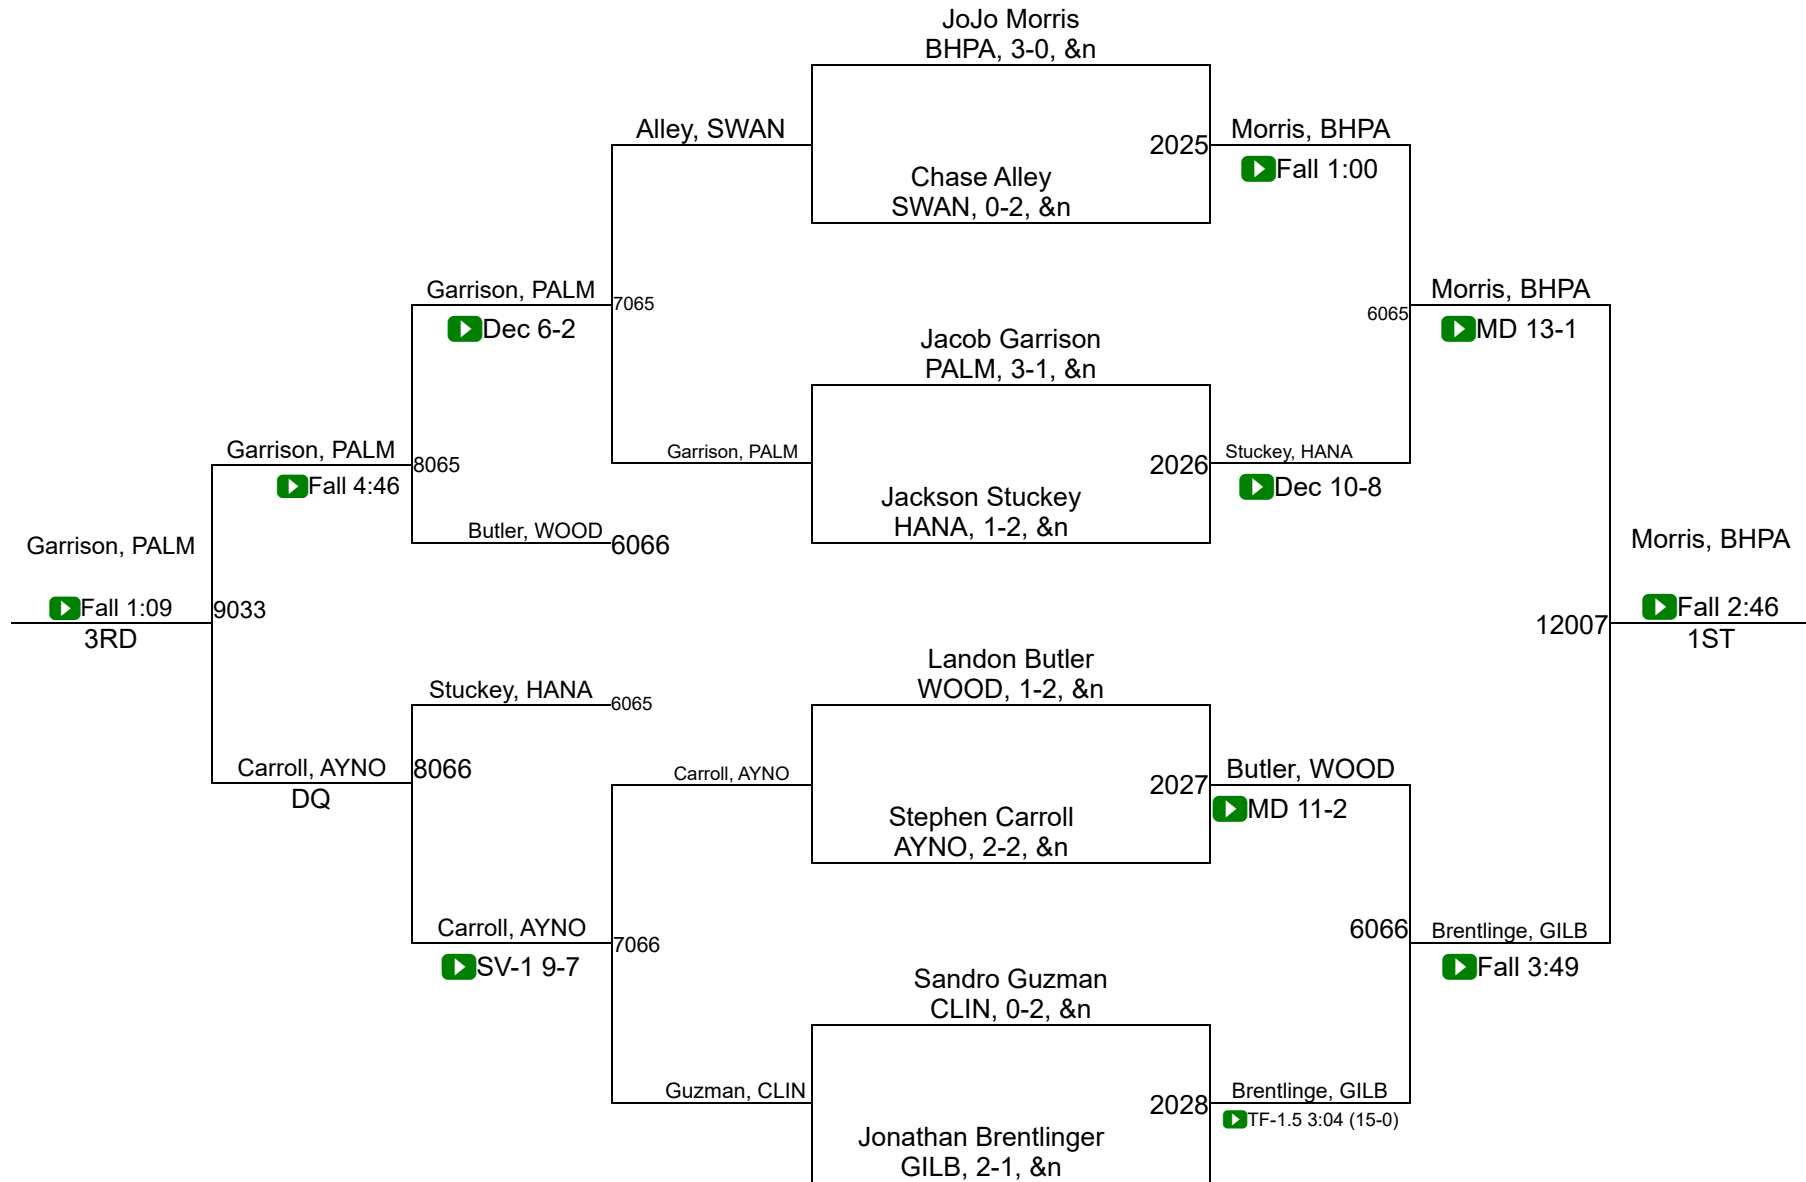 JoJo Morris
BHPA, 3-0, &n
Alley, SWAN
2025
Morris, BHPA
Fall 1:00
Chase Alley
SWAN, 0-2, &n
Garrison, PALM
7065
Dec 6-2
6065
Morris, BHPA
MD 13-1
Jacob Garrison
PALM, 3-1, &n
Garrison, PALM
8065
Fall 4:46
Garrison, PALM
2026
Stuckey, HANA
Dec 10-8
Jackson Stuckey
HANA, 1-2, &n
Butler, WOOD
6066
Garrison, PALM
Fall 1:09
3RD
9033
Morris, BHPA
12007
Fall 2:46
1ST
Landon Butler
WOOD, 1-2, &n
Stuckey, HANA
6065
Carroll, AYNO
DQ
8066
Carroll, AYNO
2027
Butler, WOOD
MD 11-2
Stephen Carroll
AYNO, 2-2, &n
Carroll, AYNO
7066
SV-1 9-7
6066
Brentlinge, GILB
Fall 3:49
Sandro Guzman
CLIN, 0-2, &n
Guzman, CLIN
2028
Brentlinge, GILB
TF-1.5 3:04 (15-0)
Jonathan Brentlinger
GILB, 2-1, &n